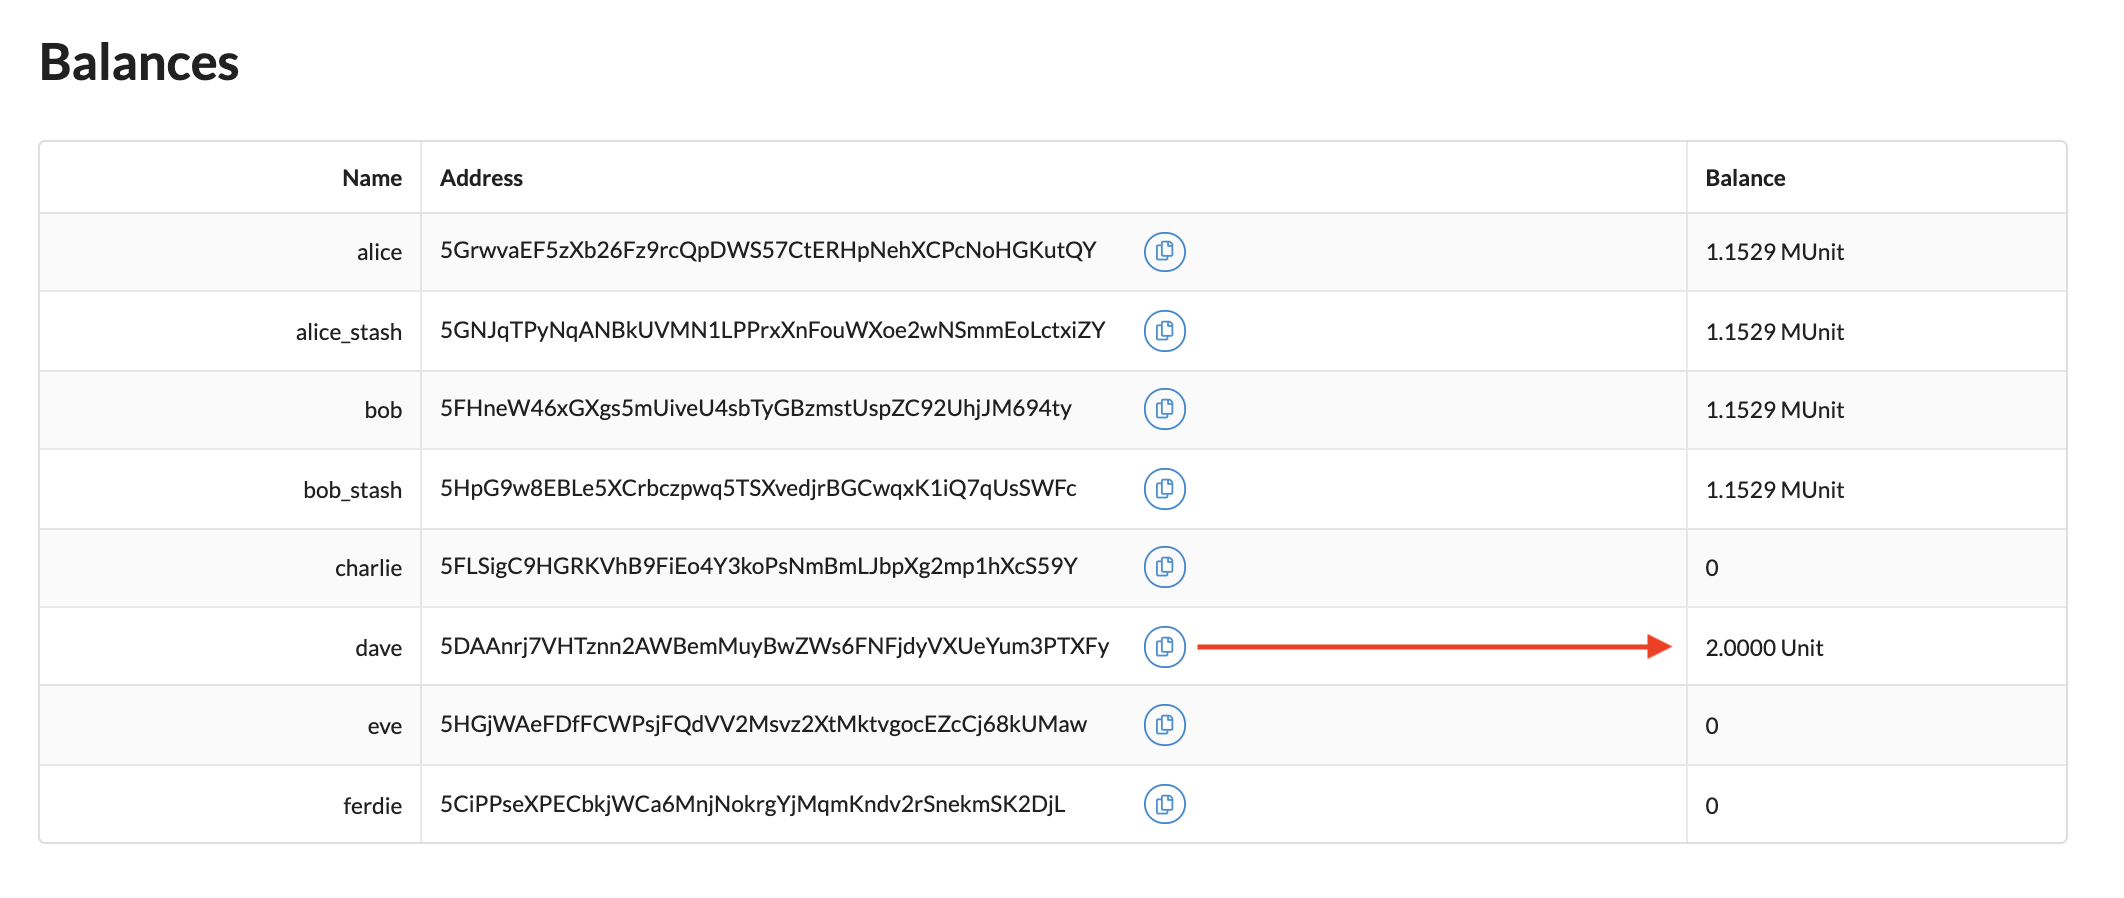 Balances
Name Address Balance
alice 5GrwvaEF5zXb26Fz9rcQpDWS57CtERHpNehXCPcNoHGKutQY 1.1529 MUnit
alice_stash 5GNJqTPyNqANBkUVMN1LPPrxXnFouWXoe2wNSmmEoLctxiZY 1.1529 MUnit
bob 5FHneW46xGXgs5mUiveU4sbTyGBzmstUspZC92UhjJM694ty 1.1529 MUnit
bob_stash 5HpG9w8EBLe5XCrbczpwq5TSXvedjrBGCwqxK1iQ7qUsSWFc 1.1529 MUnit
charlie 5FLSigC9HGRKVhB9FiEo4Y3koPsNmBmLJbpXg2mp1hXcS59Y 0
dave 5DAAnrj7VHTznn2AWBemMuyBwZWs6FNFjdyVXUeYum3PTXFy 2.0000 Unit
eve 5HGjWAeFDfFCWPsjFQdVV2Msvz2XtMktvgocEZcCj68kUMaw 0
ferdie 5CiPPseXPECbkjWCa6MnjNokrgYjMqmKndv2rSnekmSK2DjL 0